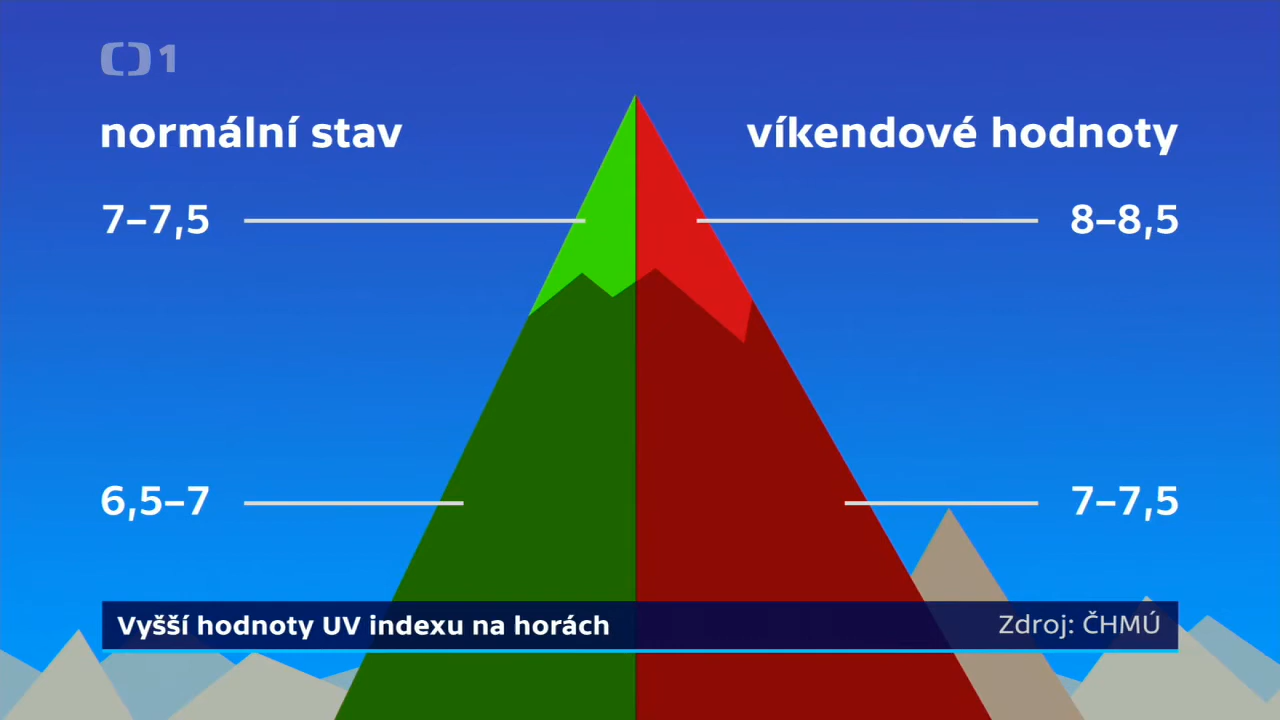 1
normální stav
víkendové hodnoty
7–7,5
8–8,5
6,5–7
7–7,5
Vyšší hodnoty UV indexu na horách
Zdroj: ČHMÚ